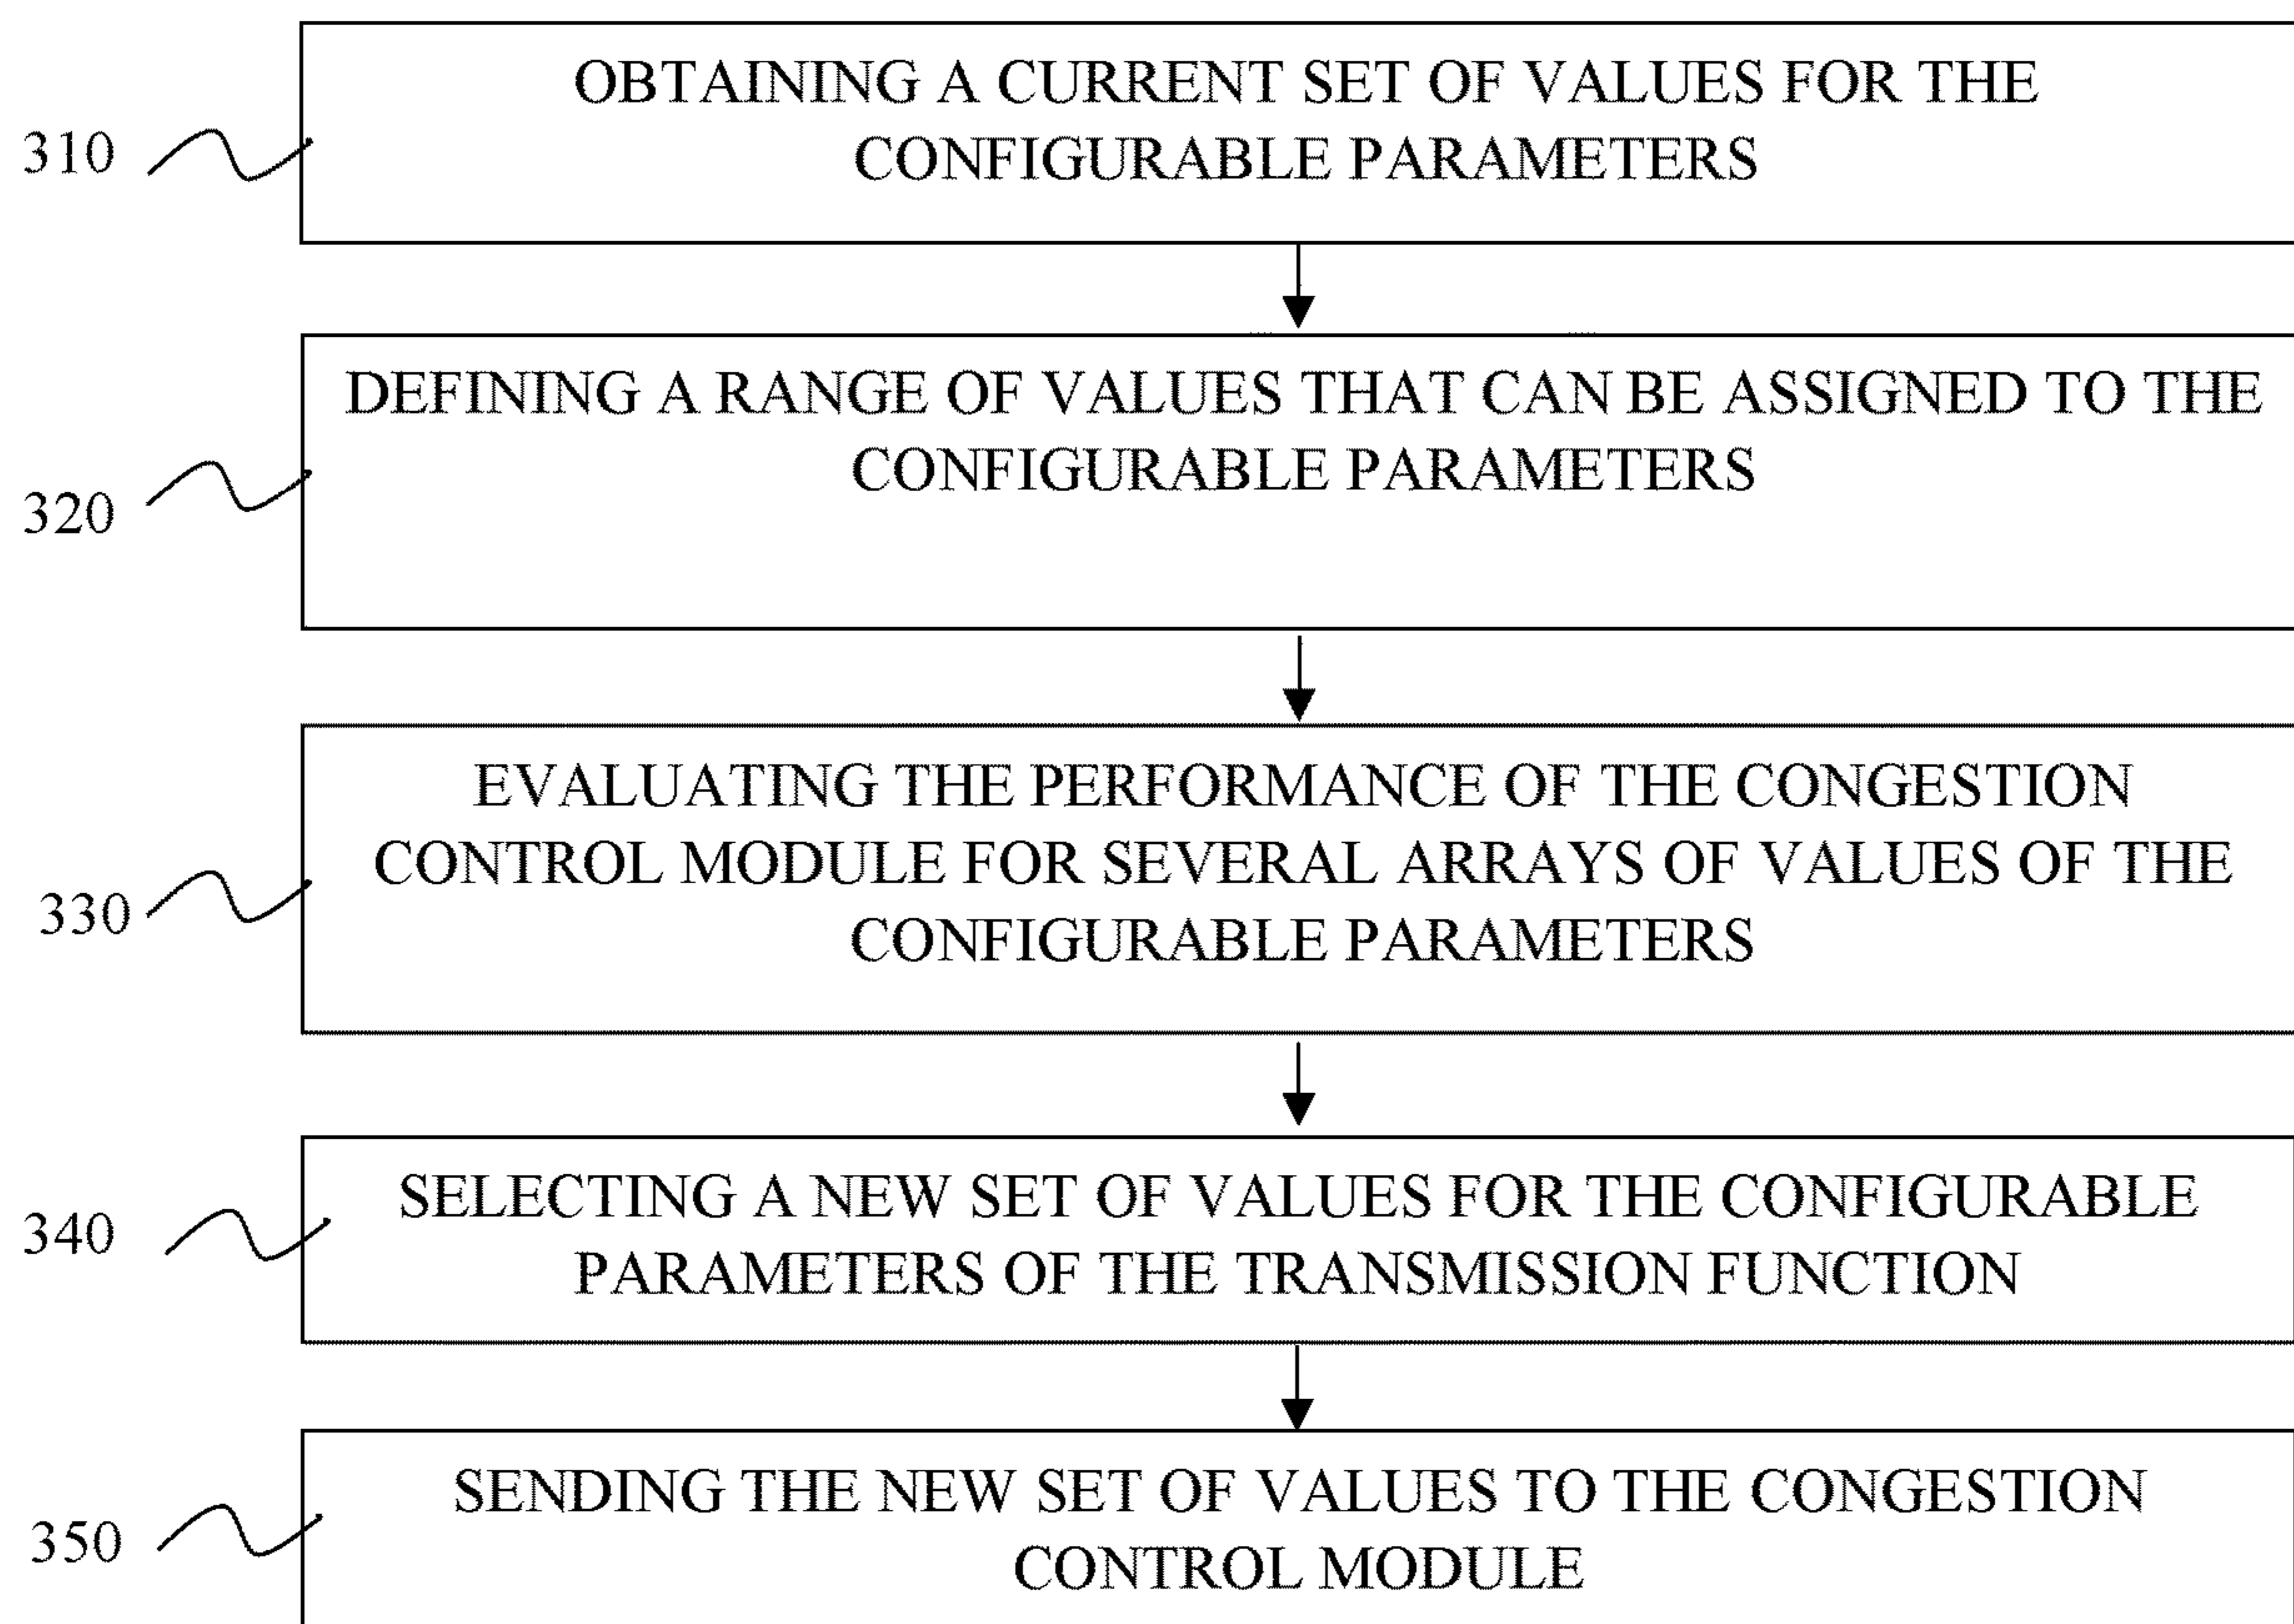 OBTAINING A CURRENT SET OF VALUES FOR THE
CONFIGURABLE PARAMETERS
310
DEFINING A RANGE OF VALUES THAT CAN BE ASSIGNED TO THE
CONFIGURABLE PARAMETERS
320
EVALUATING THE PERFORMANCE OF THE CONGESTION
CONTROL MODULE FOR SEVERAL ARRAYS OF VALUES OF THE
CONFIGURABLE PARAMETERS
330
SELECTING A NEW SET OF VALUES FOR THE CONFIGURABLE
PARAMETERS OF THE TRANSMISSION FUNCTION
340
SENDING THE NEW SET OF VALUES TO THE CONGESTION
CONTROL MODULE
350